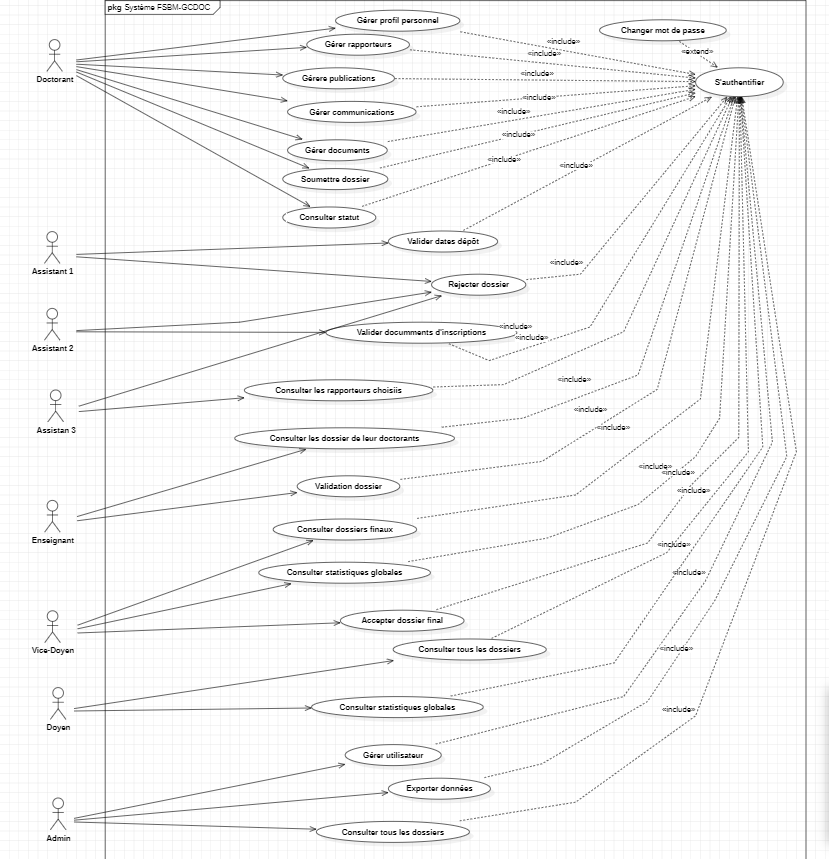 pkg Système FSBM-GCDOC
Gérer profil personnel
Changer mot de passe
Gérer rapporteurs
«include»
«extend»
Doctorant
«include»
Gérere publications
«include»
S'authentifier
Gérer communications
«include»
«include»
Gérer documents
«include»
Soumettre dossier
«include»
«include»
Consulter statut
Assistant 1
Valider dates dépôt
«include»
Rejecter dossier
Assistant 2
Valider documments d'inscriptions
«include»
«include»
Assistan 3
Consulter les rapporteurs choisiis
«include»
«include»
Consulter les dossier de leur doctorants
«include»
Enseignant
Validation dossier
«include»
«include»
«include»
Consulter dossiers finaux
«include»
Consulter statistiques globales
«include»
Vice-Doyen
Accepter dossier final
Consulter tous les dossiers
«include»
Doyen
Consulter statistiques globales
«include»
Gérer utilisateur
Exporter données
Admin
Consulter tous les dossiers